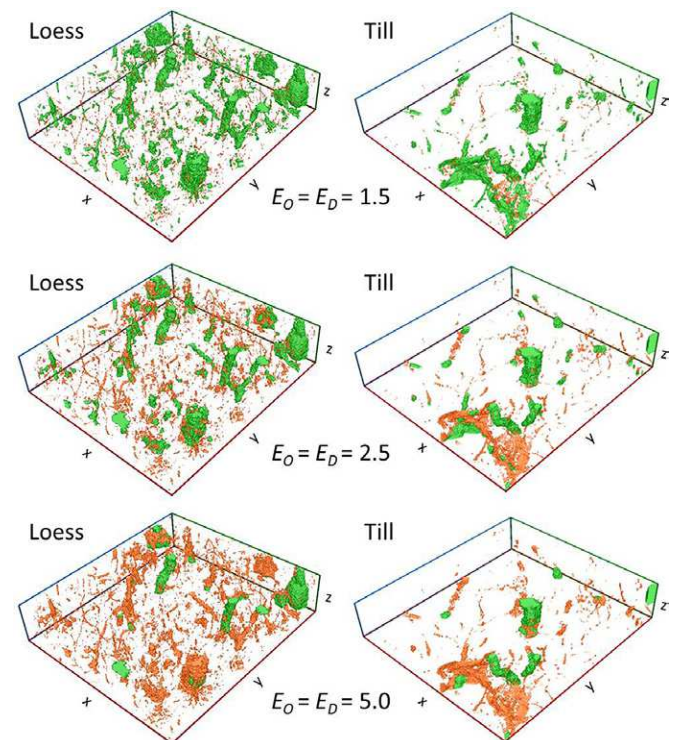 Loess Till
z z
x y x y
E_O = E_D = 1.5
Loess Till
z z
x y x y
E_O = E_D = 2.5
Loess Till
z z
x y x y
E_O = E_D = 5.0